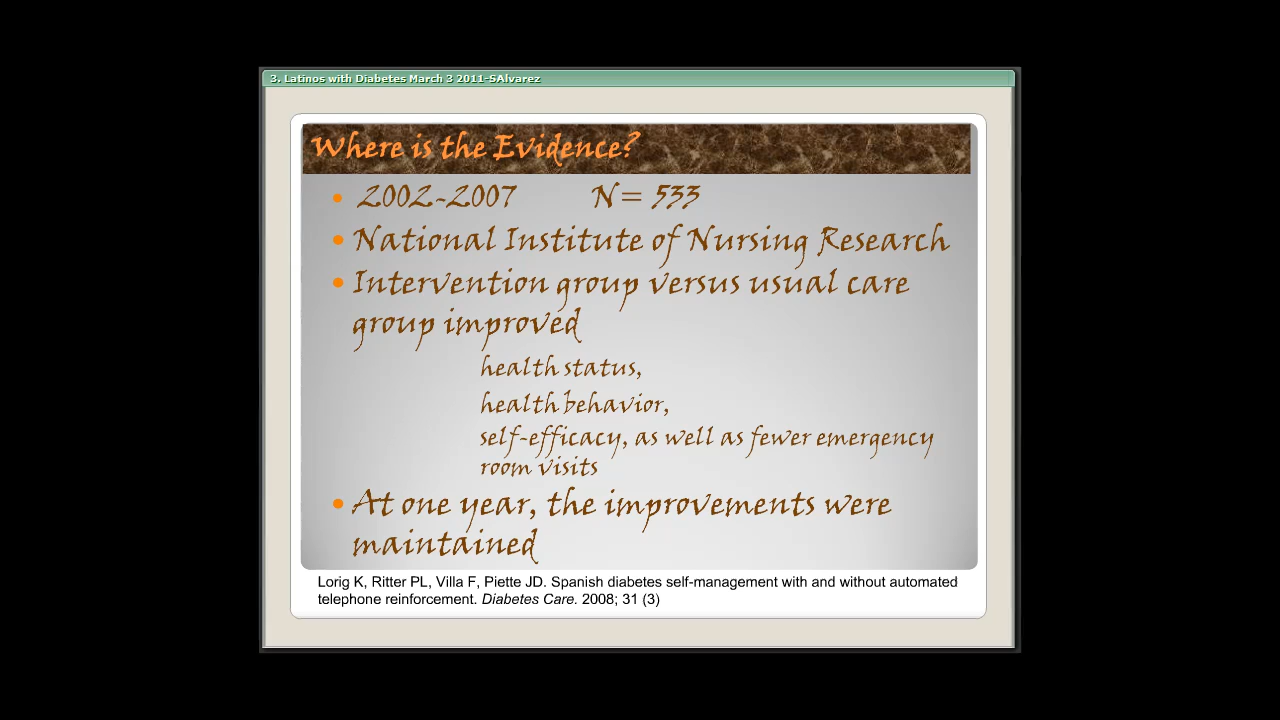 3. Latinos with Diabetes March 3 2011-SAlvarez
Where is the Evidence?
• 2002-2007 N= 533
• National Institute of Nursing Research
• Intervention group versus usual care
group improved
health status,
health behavior,
self-efficacy, as well as fewer emergency
room visits
• At one year, the improvements were
maintained
Lorig K, Ritter PL, Villa F, Piette JD. Spanish diabetes self-management with and without automated
telephone reinforcement. Diabetes Care. 2008; 31 (3)